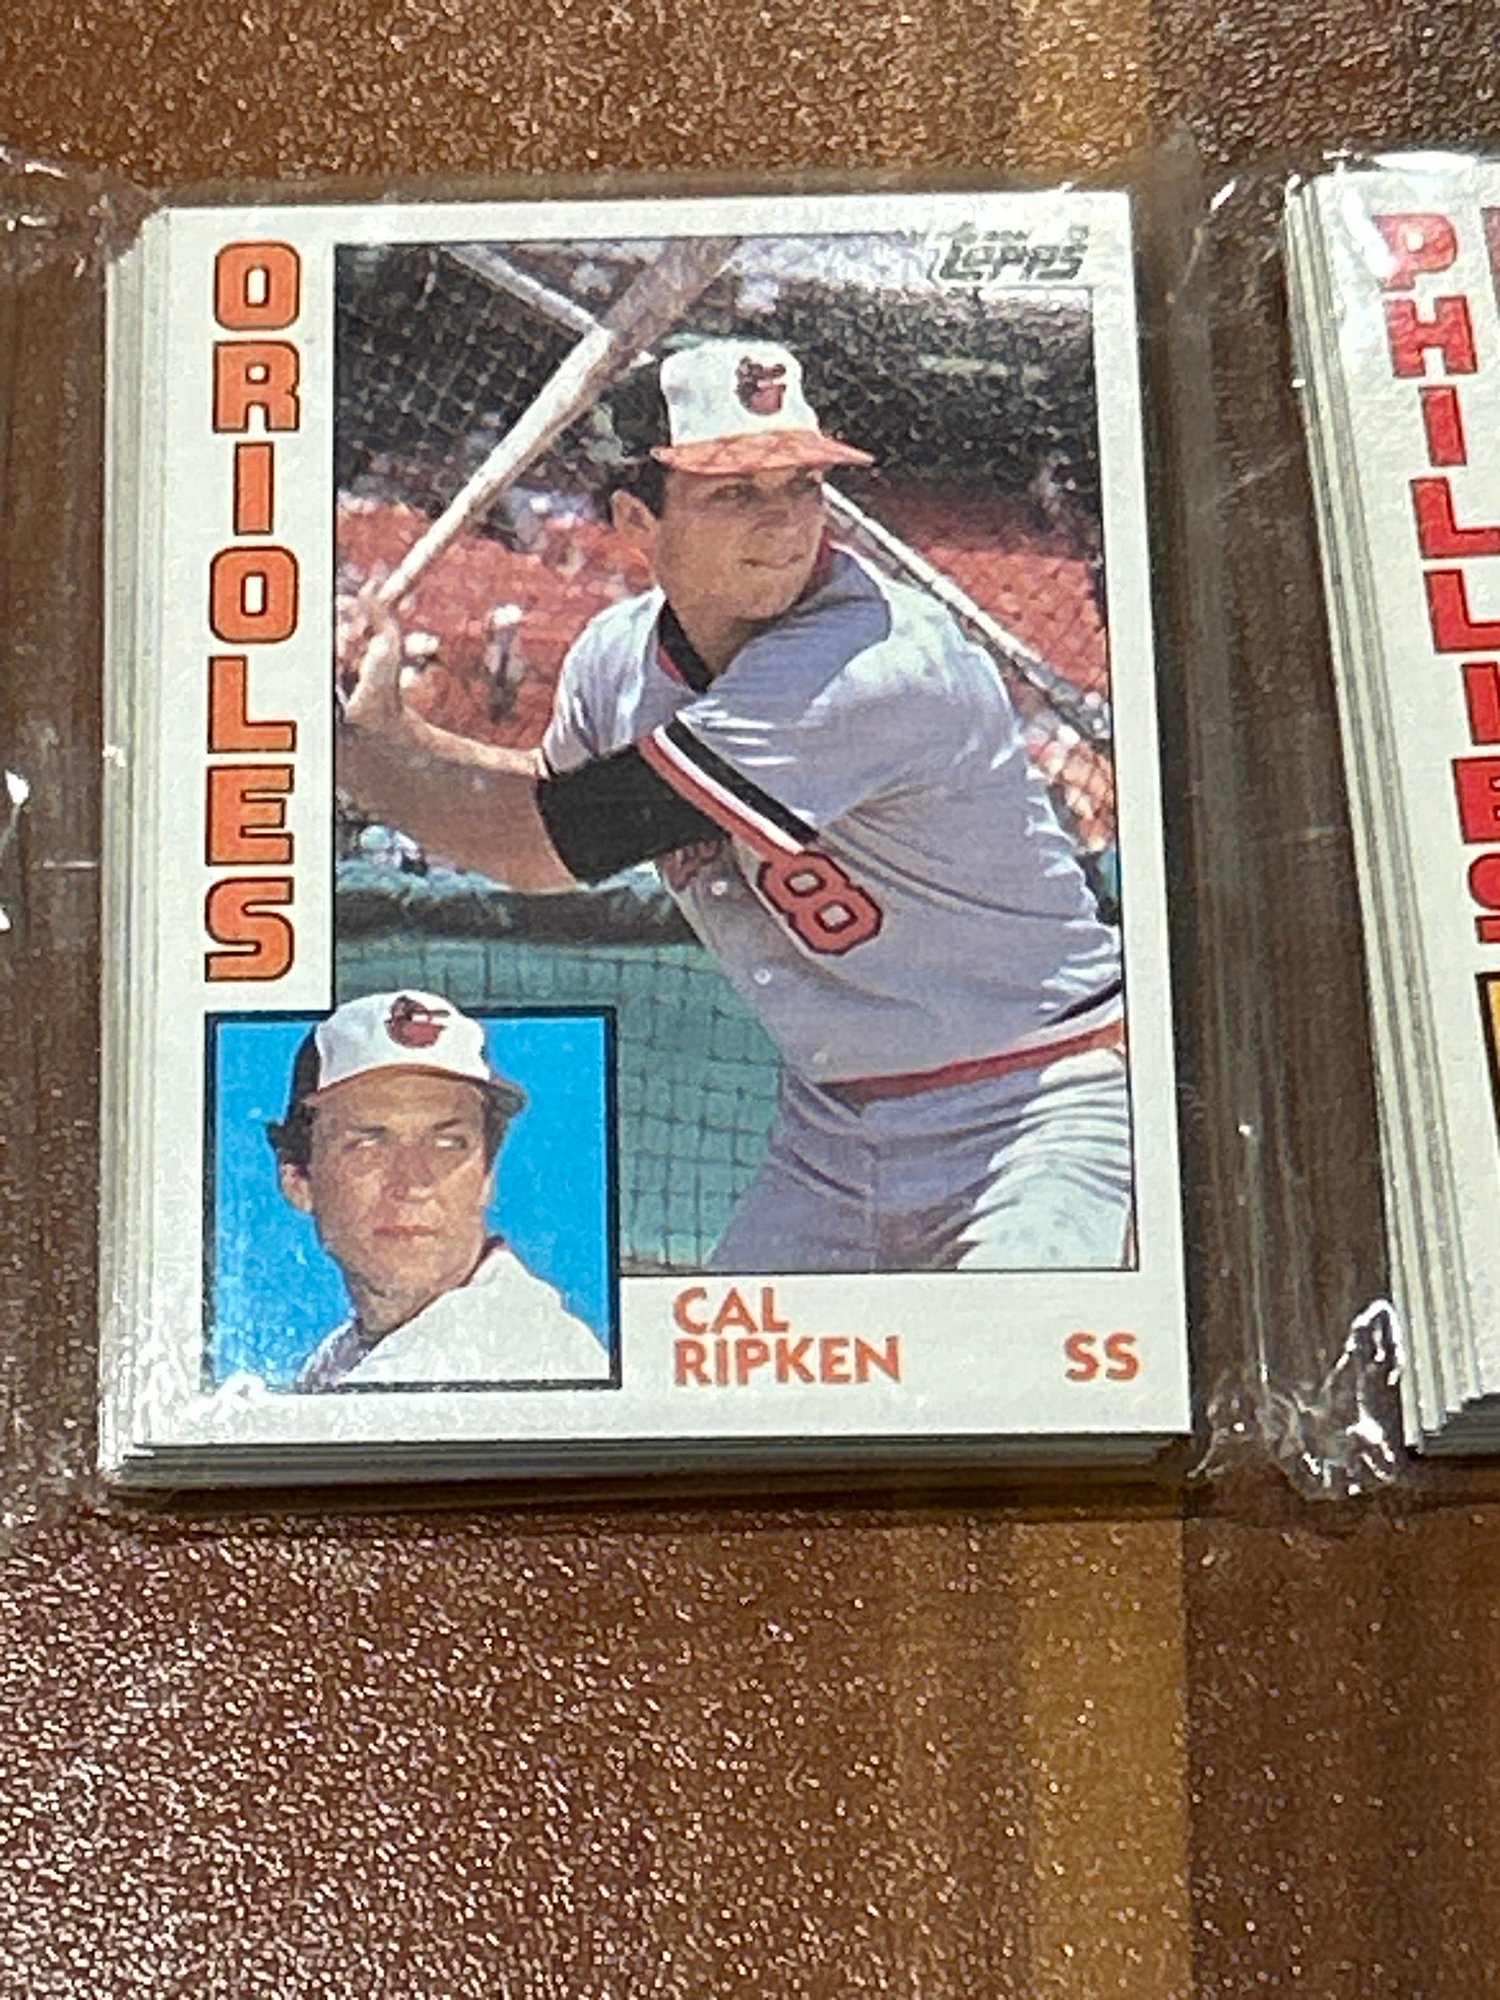 ORIOLES
Topps
8
CAL
RIPKEN
SS
PHILLIES